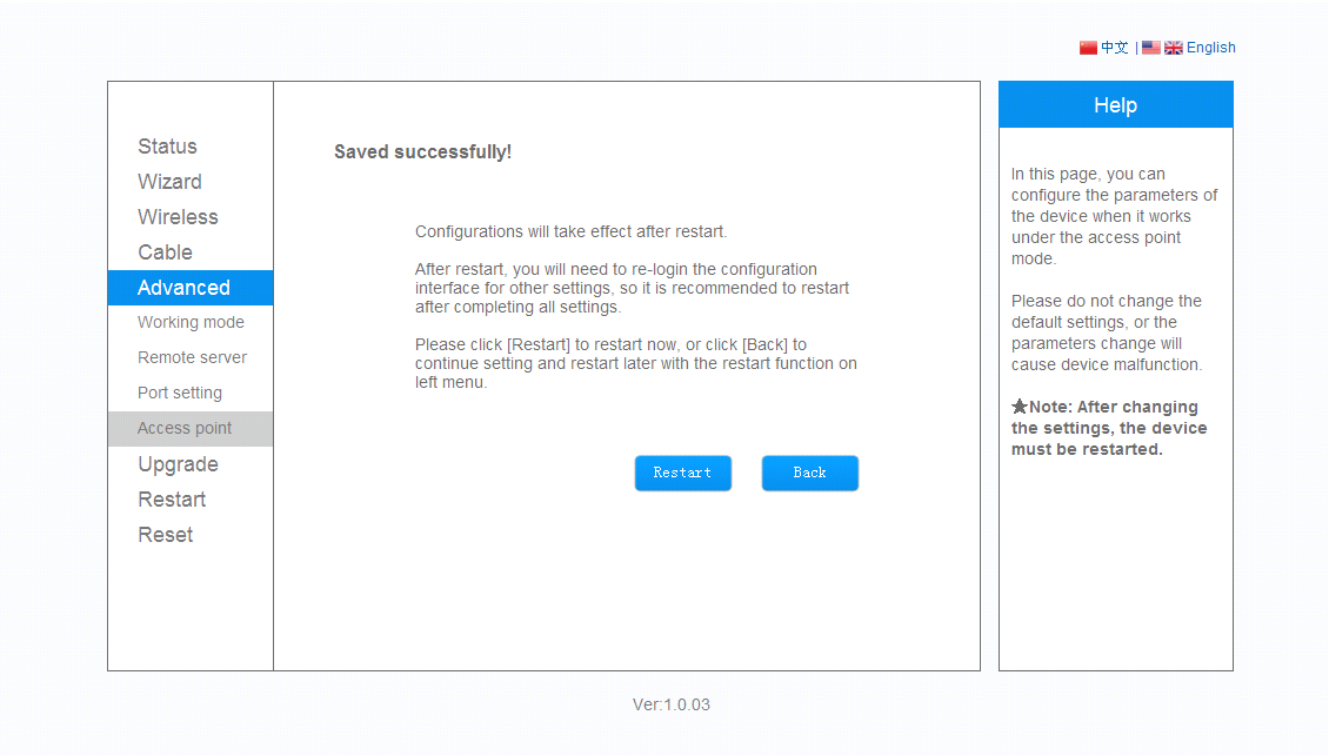 中文 | English
Status
Wizard
Wireless
Cable
Advanced
Working mode
Remote server
Port setting
Access point
Upgrade
Restart
Reset
Saved successfully!
Configurations will take effect after restart.
After restart, you will need to re-login the configuration
interface for other settings, so it is recommended to restart
after completing all settings.
Please click [Restart] to restart now, or click [Back] to
continue setting and restart later with the restart function on
left menu.
Restart
Back
Help
In this page, you can
configure the parameters of
the device when it works
under the access point
mode.
Please do not change the
default settings, or the
parameters change will
cause device malfunction.
★Note: After changing
the settings, the device
must be restarted.
Ver:1.0.03